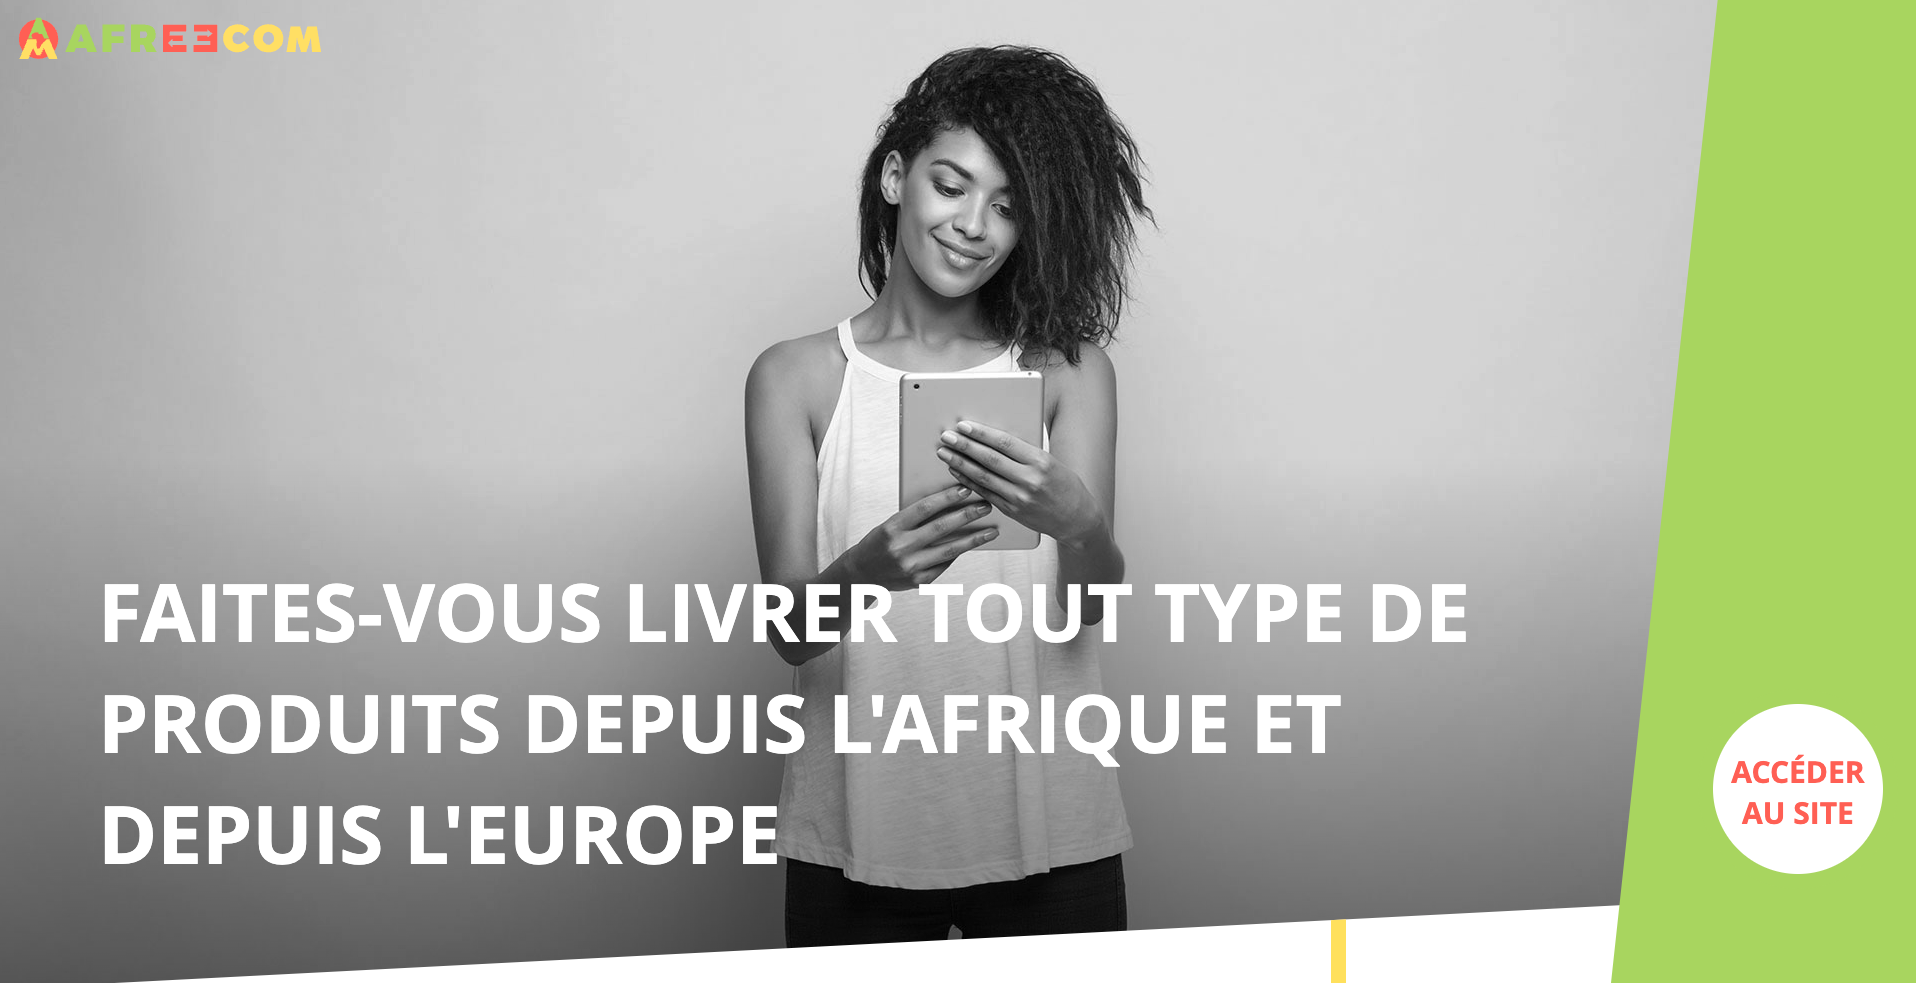 AFREECOM
FAITES-VOUS LIVRER TOUT TYPE DE
PRODUITS DEPUIS L'AFRIQUE ET
DEPUIS L'EUROPE
ACCÉDER
AU SITE